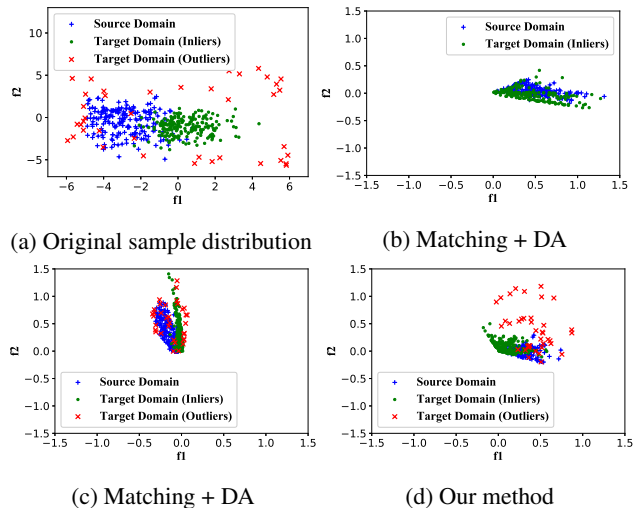 Source Domain
Target Domain (Inliers)
Target Domain (Outliers)
10
5
0
−5
f2
−6 −4 −2 0 2 4 6
f1
(a) Original sample distribution
Source Domain
Target Domain (Inliers)
1.5
1.0
0.5
0.0
−0.5
−1.0
−1.5
f2
−1.5 −1.0 −0.5 0.0 0.5 1.0 1.5
f1
(b) Matching + DA
1.5
1.0
0.5
0.0
−0.5
−1.0
−1.5
f2
Source Domain
Target Domain (Inliers)
Target Domain (Outliers)
−1.5 −1.0 −0.5 0.0 0.5 1.0 1.5
f1
(c) Matching + DA
1.5
1.0
0.5
0.0
−0.5
−1.0
−1.5
f2
Source Domain
Target Domain (Inliers)
Target Domain (Outliers)
−1.5 −1.0 −0.5 0.0 0.5 1.0 1.5
f1
(d) Our method